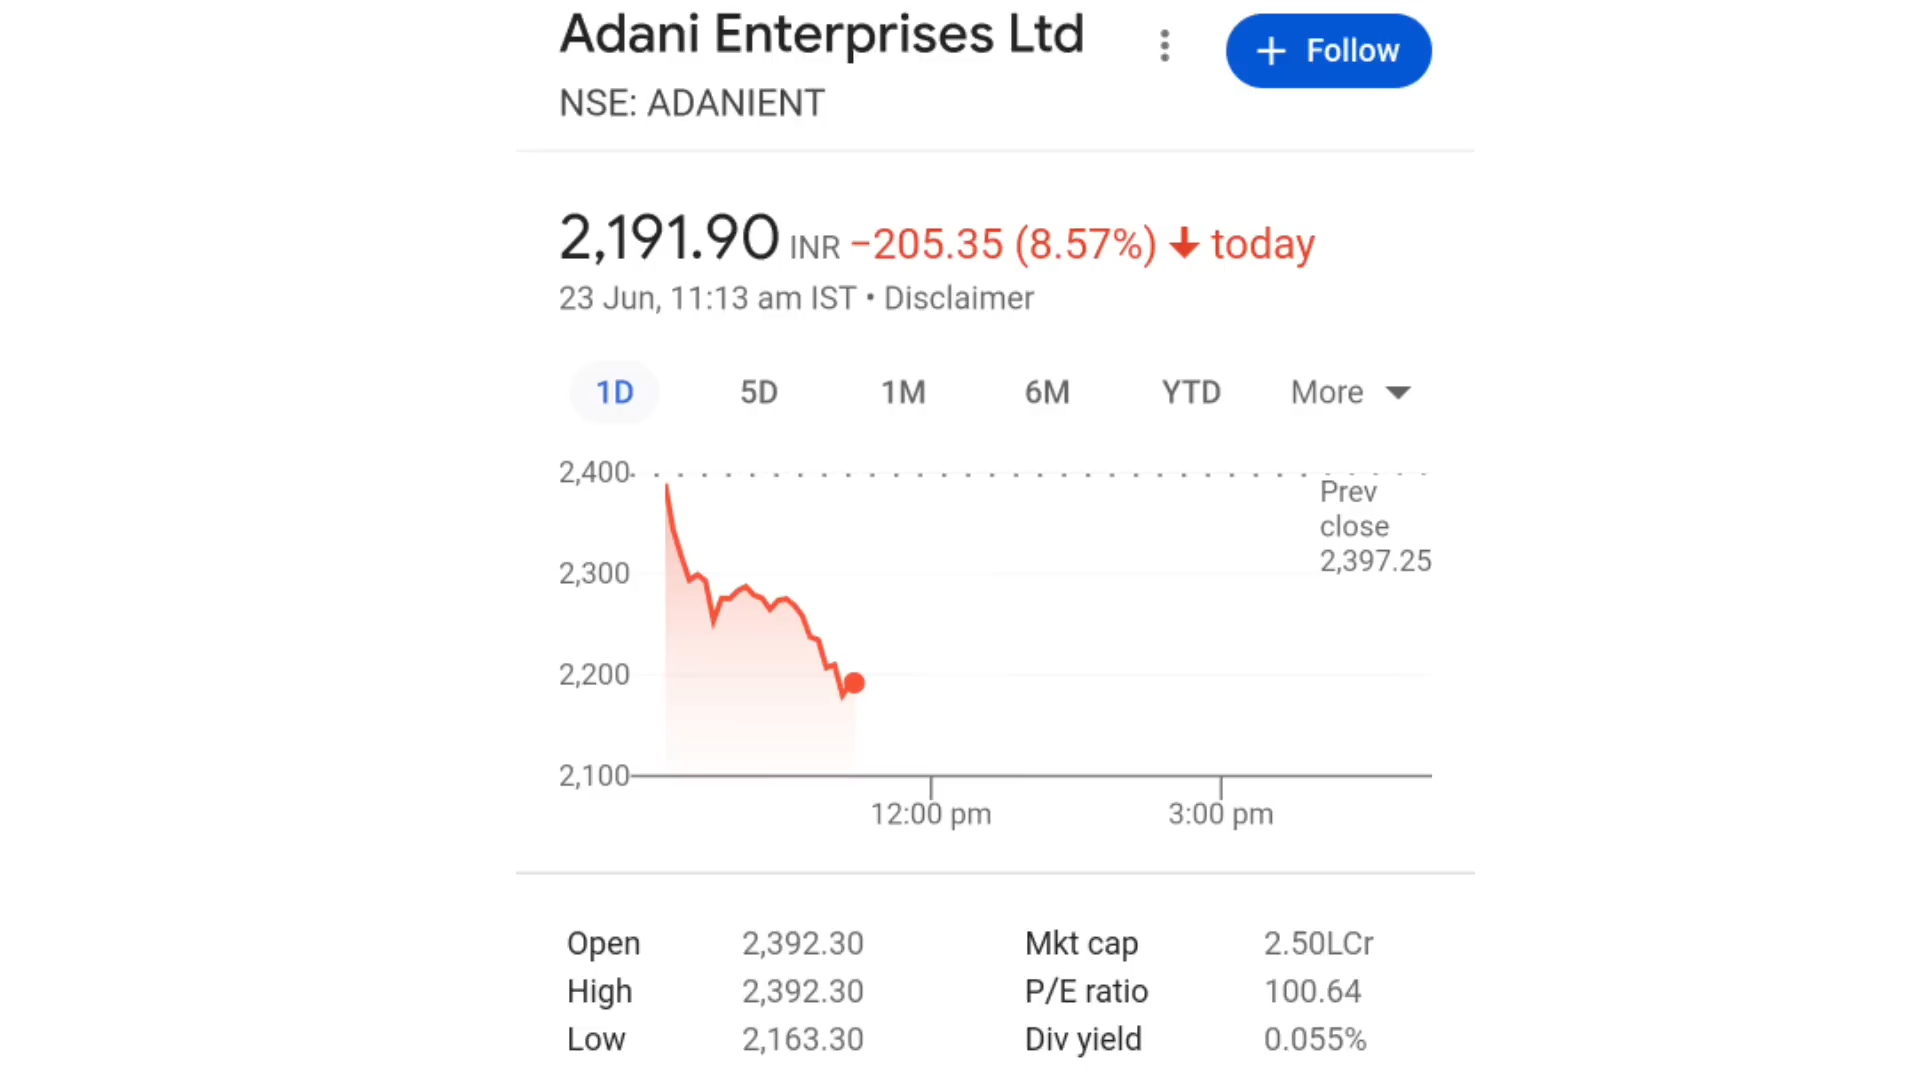 Adani Enterprises Ltd
+ Follow
NSE: ADANIENT
2,191.90 INR −205.35 (8.57%) ↓ today
23 Jun, 11:13 am IST • Disclaimer
1D 5D 1M 6M YTD More
2,400
Prev
close
2,397.25
2,300
2,200
2,100
12:00 pm 3:00 pm
Open 2,392.30 Mkt cap 2.50LCr
High 2,392.30 P/E ratio 100.64
Low 2,163.30 Div yield 0.055%